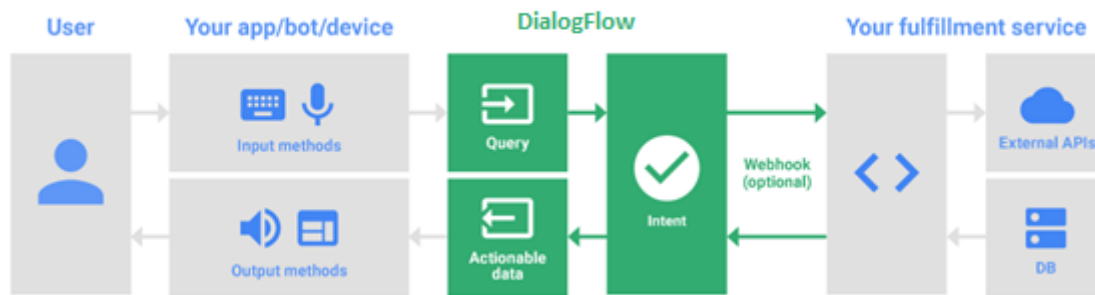 User
Your app/bot/device
DialogFlow
Your fulfillment service
Input methods
Query
External APIs
Webhook
(optional)
Intent
Output methods
Actionable
data
DB